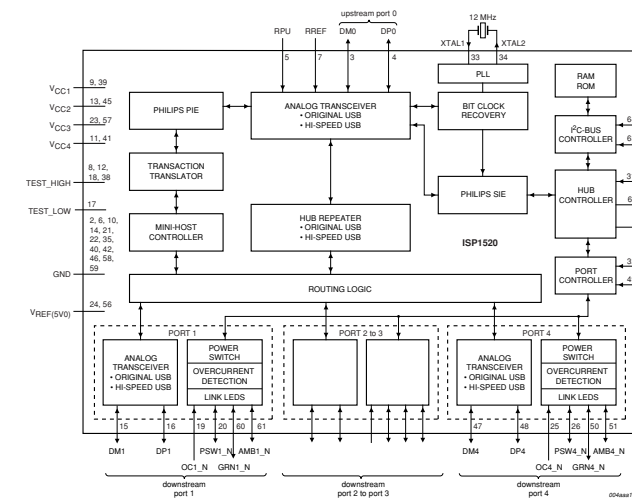 upstream port 0
12 MHz
RPU RREF DM0 DP0
XTAL1 XTAL2
5 7 3 4 33 34
PLL
RAM
ROM
VCC1 9, 39
VCC2 13, 45
VCC3 23, 57
VCC4 11, 41
PHILIPS PIE
ANALOG TRANSCEIVER
• ORIGINAL USB
• HI-SPEED USB
BIT CLOCK
RECOVERY
I2C-BUS
CONTROLLER
6
6
TEST_HIGH 8, 12,
18, 38
TRANSACTION
TRANSLATOR
PHILIPS SIE
HUB
CONTROLLER
3
6
TEST_LOW 17
MINI-HOST
CONTROLLER
HUB REPEATER
• ORIGINAL USB
• HI-SPEED USB
ISP1520
GND 2, 6, 10,
14, 21,
22, 35,
40, 42,
46, 58,
59
PORT
CONTROLLER
3
ROUTING LOGIC
VREF(5V0) 24, 56
PORT 1
ANALOG
TRANSCEIVER
• ORIGINAL USB
• HI-SPEED USB
POWER
SWITCH
OVERCURRENT
DETECTION
LINK LEDS
PORT 2 to 3
PORT 4
ANALOG
TRANSCEIVER
• ORIGINAL USB
• HI-SPEED USB
POWER
SWITCH
OVERCURRENT
DETECTION
LINK LEDS
15 16 19 20 60 61
47 48 25 26 50 51
DM1 DP1 PSW1_N AMB1_N
OC1_N GRN1_N
DM4 DP4 PSW4_N AMB4_N
OC4_N GRN4_N
downstream
port 1
downstream
port 2 to port 3
downstream
port 4